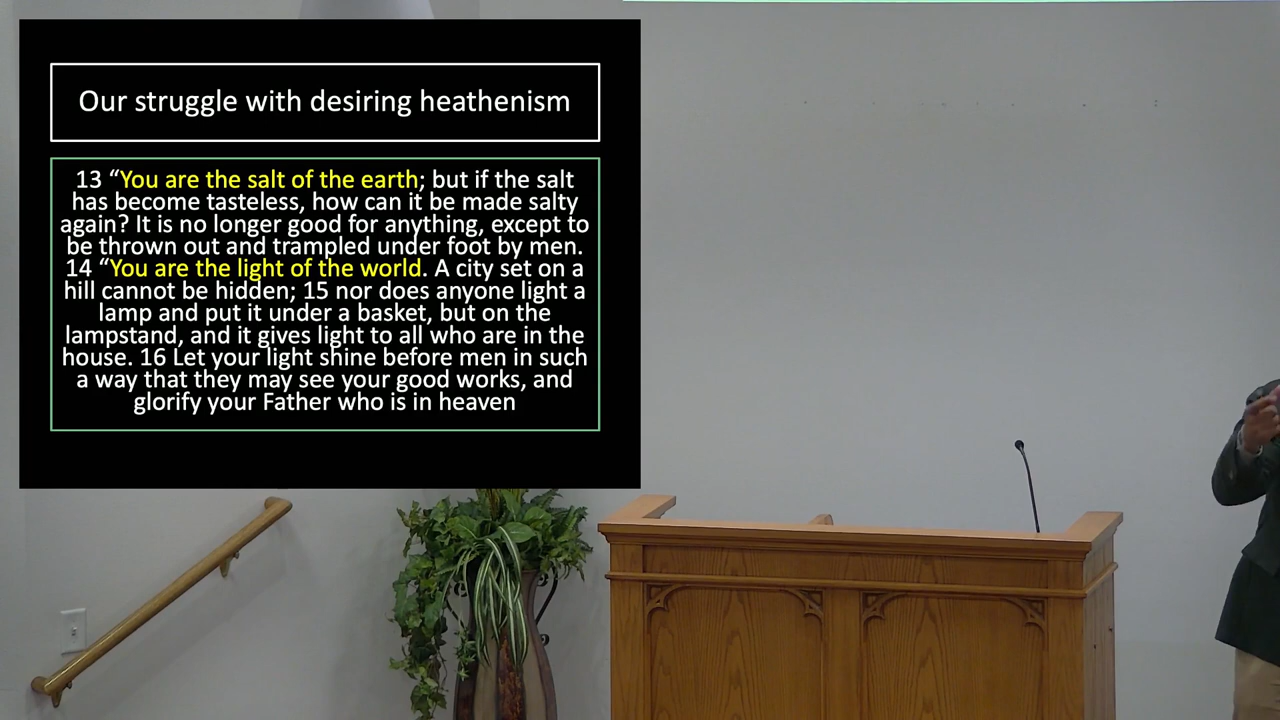 Our struggle with desiring heathenism
13 “You are the salt of the earth; but if the salt
has become tasteless, how can it be made salty
again? It is no longer good for anything, except to
be thrown out and trampled under foot by men.
14 “You are the light of the world. A city set on a
hill cannot be hidden; 15 nor does anyone light a
lamp and put it under a basket, but on the
lampstand, and it gives light to all who are in the
house. 16 Let your light shine before men in such
a way that they may see your good works, and
glorify your Father who is in heaven